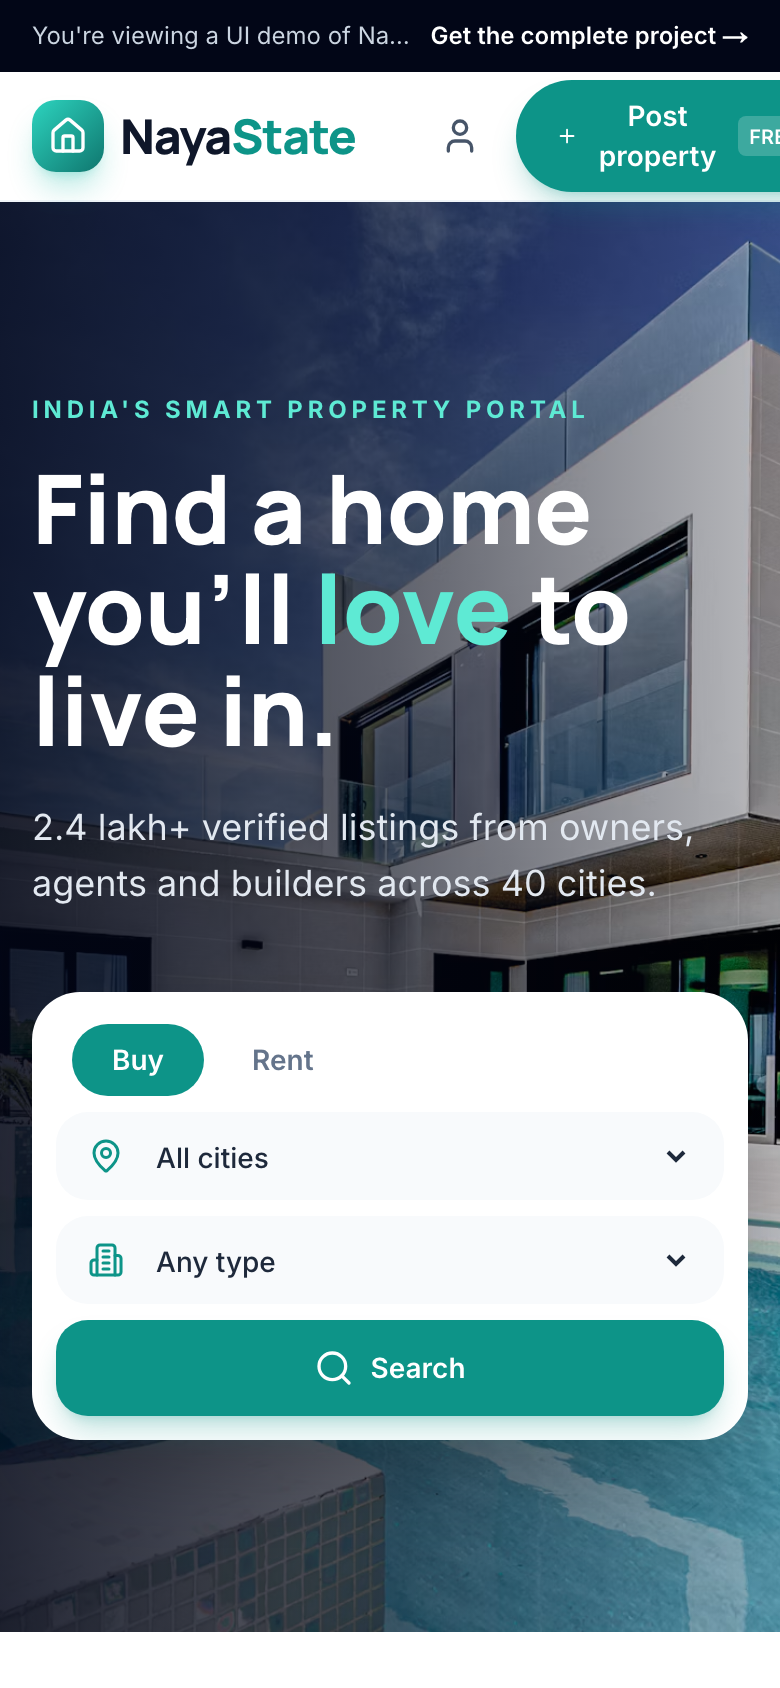 You're viewing a UI demo of Na... Get the complete project →
NayaState
+ Post property FRE
INDIA'S SMART PROPERTY PORTAL
Find a home
you’ll love to
live in.
2.4 lakh+ verified listings from owners,
agents and builders across 40 cities.
Buy Rent
All cities
Any type
Search